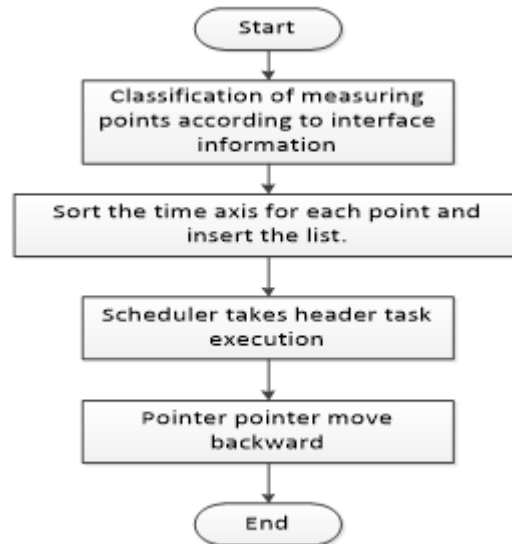 Start
Classification of measuring
points according to interface
information
Sort the time axis for each point and
insert the list.
Scheduler takes header task
execution
Pointer pointer move
backward
End